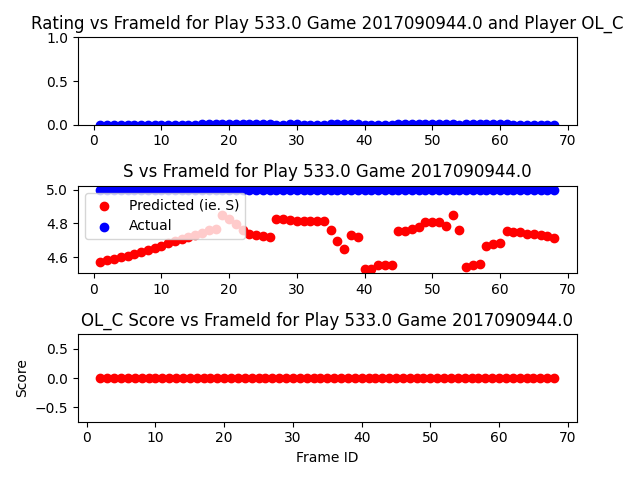 Rating vs FrameId for Play 533.0 Game 2017090944.0 and Player OL_C
1.0
0.5
0.0
0 10 20 30 40 50 60 70
S vs FrameId for Play 533.0 Game 2017090944.0
5.0
4.8
4.6
Predicted (ie. S)
Actual
0 10 20 30 40 50 60 70
OL_C Score vs FrameId for Play 533.0 Game 2017090944.0
Score
0.5
0.0
−0.5
0 10 20 30 40 50 60 70
Frame ID